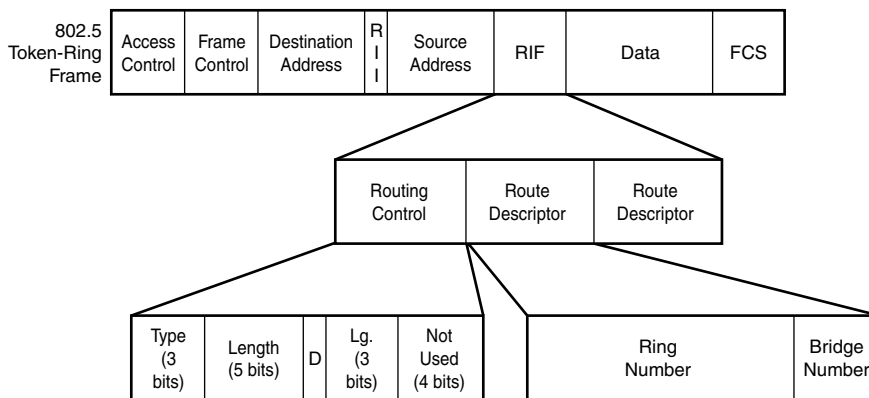 802.5
Token-Ring
Frame
Access
Control
Frame
Control
Destination
Address
R
I
I
Source
Address
RIF
Data
FCS
Routing
Control
Route
Descriptor
Route
Descriptor
Type
(3
bits)
Length
(5 bits)
D
Lg.
(3
bits)
Not
Used
(4 bits)
Ring
Number
Bridge
Number